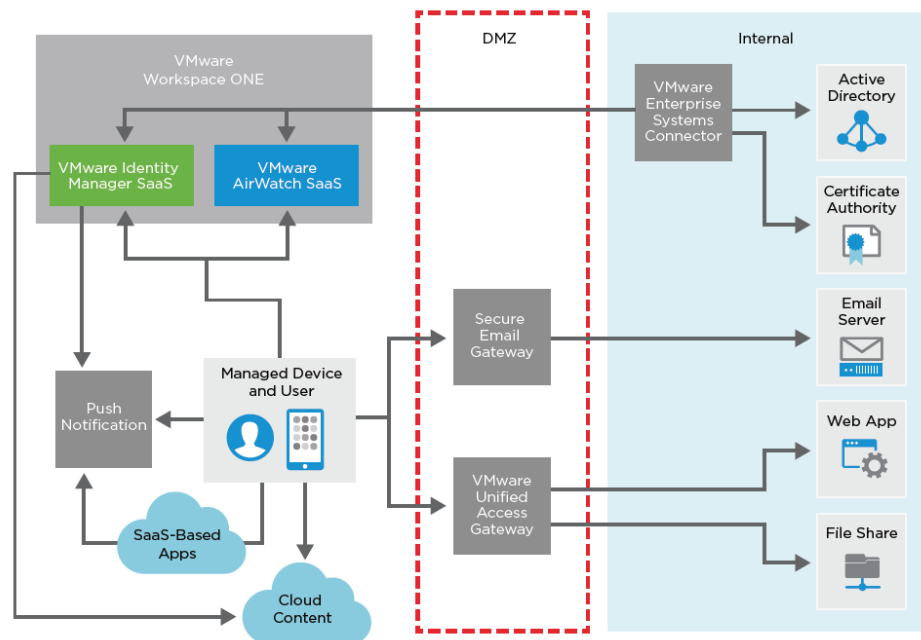 VMware
Workspace ONE
VMware Identity
Manager SaaS
VMware
AirWatch SaaS
DMZ
Internal
VMware
Enterprise
Systems
Connector
Active
Directory
Certificate
Authority
Secure
Email
Gateway
Email
Server
Managed Device
and User
Push
Notification
VMware
Unified
Access
Gateway
Web App
SaaS-Based
Apps
File Share
Cloud
Content